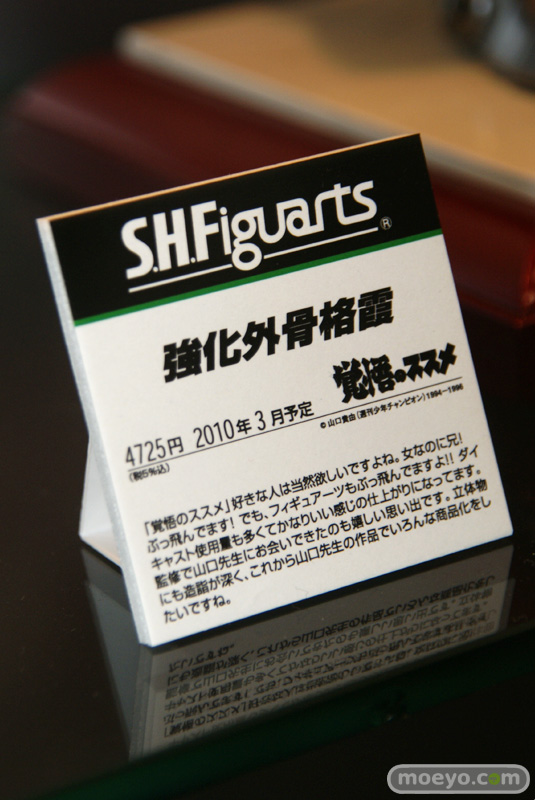 S.H.Figuarts®
強化外骨格霞
覚悟のススメ
©山口貴由(週刊少年チャンピオン)1994-1996
4725円 2010年3月予定
(税5%込)
「覚悟のススメ」好きな人は当然欲しいですよね。女なのに兄!
ぶっ飛んでます!でも、フィギュアーツもぶっ飛んでますよ!!ダイ
キャスト使用量も多くてかなりいい感じの仕上がりになってます。
監修で山口先生にお会いできたのも嬉しい思い出です。立体物
にも造脂が深く、これから山口先生の作品でいろんな商品化をし
たいですね。
moeyo.com